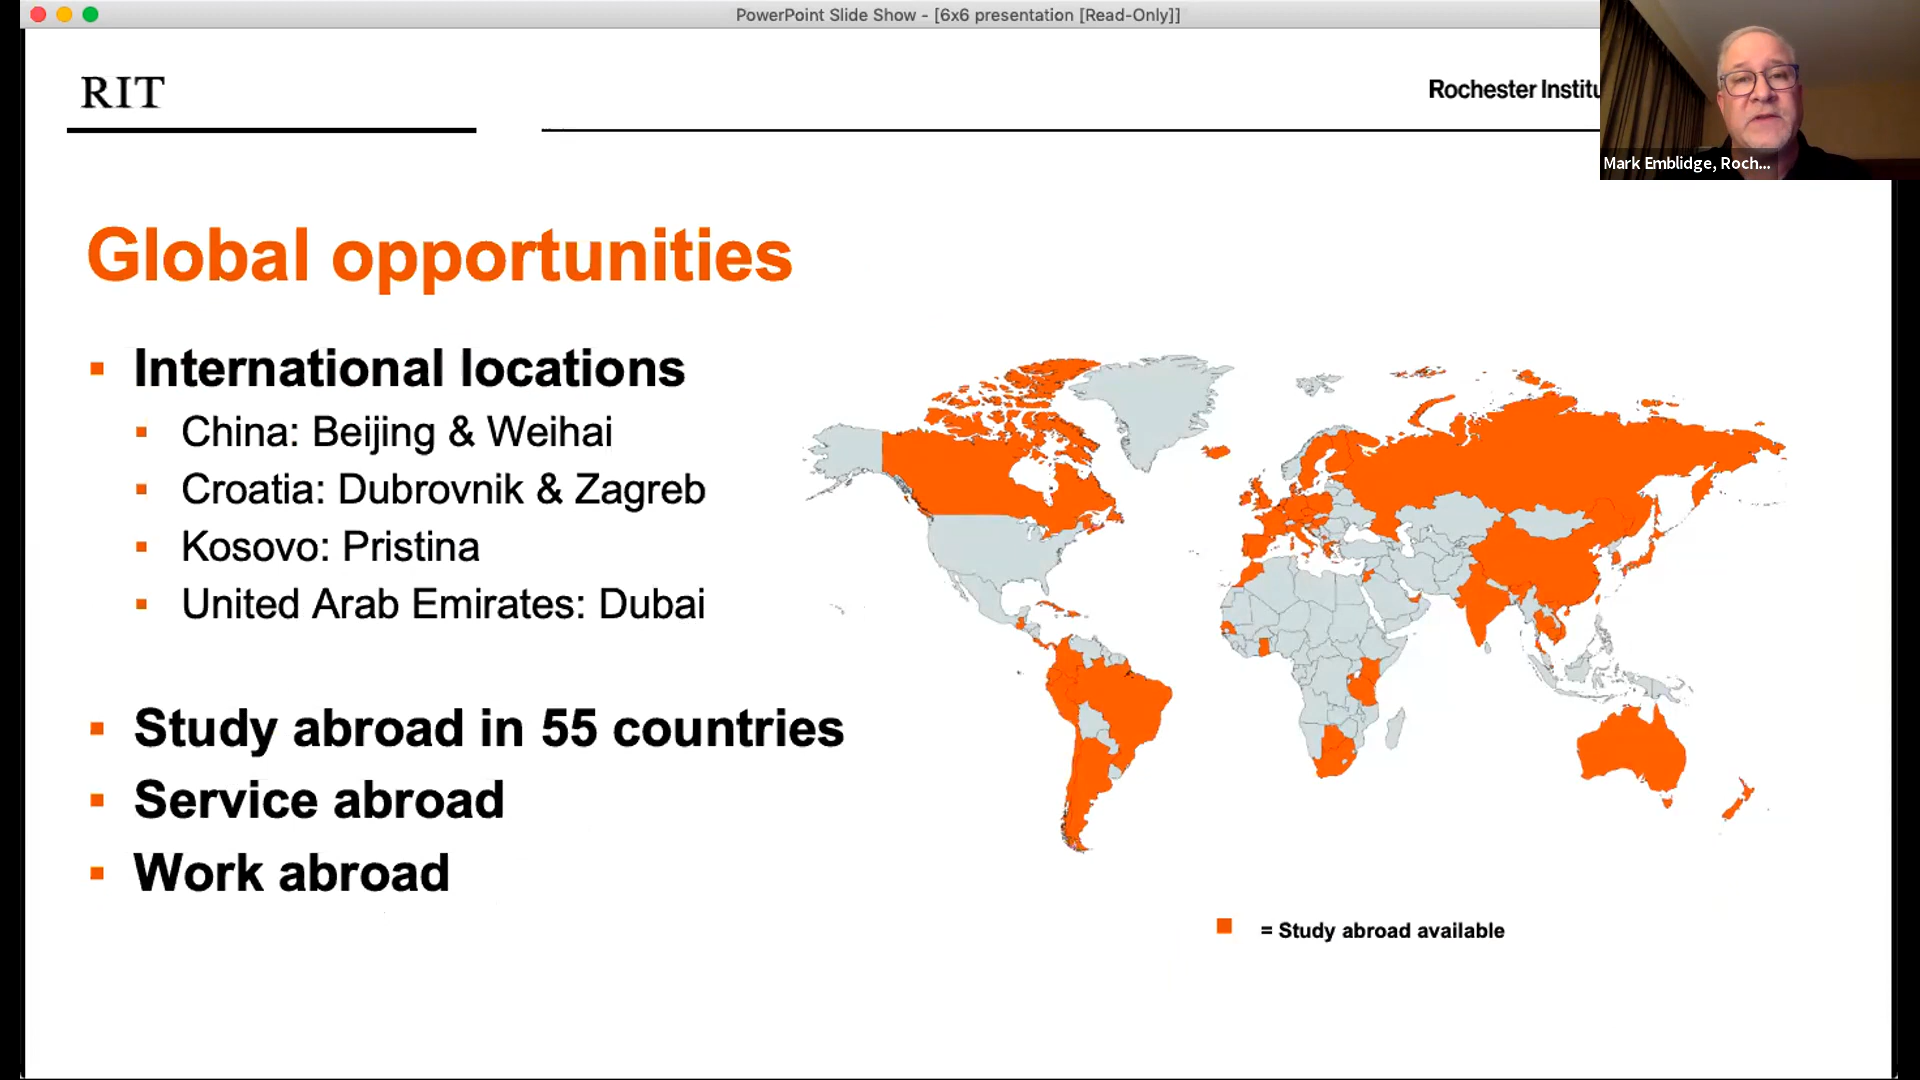 PowerPoint Slide Show - [6x6 presentation [Read-Only]]
RIT
Rochester Institu
Mark Emblidge, Roch...
Global opportunities
International locations
China: Beijing & Weihai
Croatia: Dubrovnik & Zagreb
Kosovo: Pristina
United Arab Emirates: Dubai
Study abroad in 55 countries
Service abroad
Work abroad
= Study abroad available